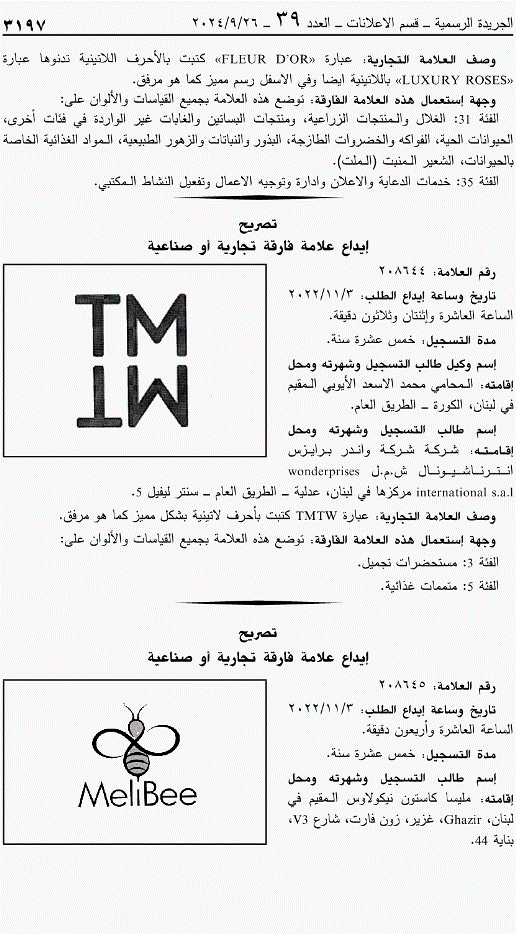 الجريدة الرسمية ـ قسم الاعلانات ـ العدد ٣٩ ـ ٢٠٢٤/٩/٢٦
٣١٩٧
وصف العلامة التجارية: عبارة «FLEUR D'OR» كتبت بالأحرف اللاتينية تدنوها عبارة
«LUXURY ROSES» باللاتينية ايضا وفي الاسفل رسم مميز كما هو مرفق.
وجهة إستعمال هذه العلامة الفارقة: توضع هذه العلامة بجميع القياسات والألوان على:
الفئة 31: الغلال والمنتجات الزراعية، ومنتجات البساتين والغابات غير الواردة في فئات أخرى،
الحيوانات الحية، الفواكه والخضروات الطازجة، البذور والنباتات والزهور الطبيعية، المواد الغذائية الخاصة
بالحيوانات، الشعير المنبت (الملت).
الفئة 35: خدمات الدعاية والاعلان وادارة وتوجيه الاعمال وتفعيل النشاط المكتبي.
تصريح
إيداع علامة فارقة تجارية أو صناعية
رقم العلامة: ٢٠٨٦٤٤
تاريخ وساعة إيداع الطلب: ٢٠٢٢/١١/٣
الساعة العاشرة وإثنتان وثلاثون دقيقة.
مدة التسجيل: خمس عشرة سنة.
إسم وكيل طالب التسجيل وشهرته ومحل
إقامته: المحامي محمد الاسعد الأيوبي المقيم
في لبنان، الكورة ـ الطريق العام.
إسم طالب التسجيل وشهرته ومحل
إقامته: شركة شركة واندر برايزس
انترناشيونال ش.م.ل wonderprises
international s.a.l مركزها في لبنان، عدلية ـ الطريق العام ـ سنتر ليفيل 5.
TM
TW
وصف العلامة التجارية: عبارة TMTW كتبت بأحرف لاتينية بشكل مميز كما هو مرفق.
وجهة إستعمال هذه العلامة الفارقة: توضع هذه العلامة بجميع القياسات والألوان على:
الفئة 3: مستحضرات تجميل.
الفئة 5: متممات غذائية.
تصريح
إيداع علامة فارقة تجارية أو صناعية
رقم العلامة: ٢٠٨٦٤٥
تاريخ وساعة إيداع الطلب: ٢٠٢٢/١١/٣
الساعة العاشرة وأربعون دقيقة.
مدة التسجيل: خمس عشرة سنة.
إسم طالب التسجيل وشهرته ومحل
إقامته: مليسا كاستون نيكولاوس المقيم في
لبنان، Ghazir، غزير، زون فارت، شارع V3،
بناية 44.
MeliBee